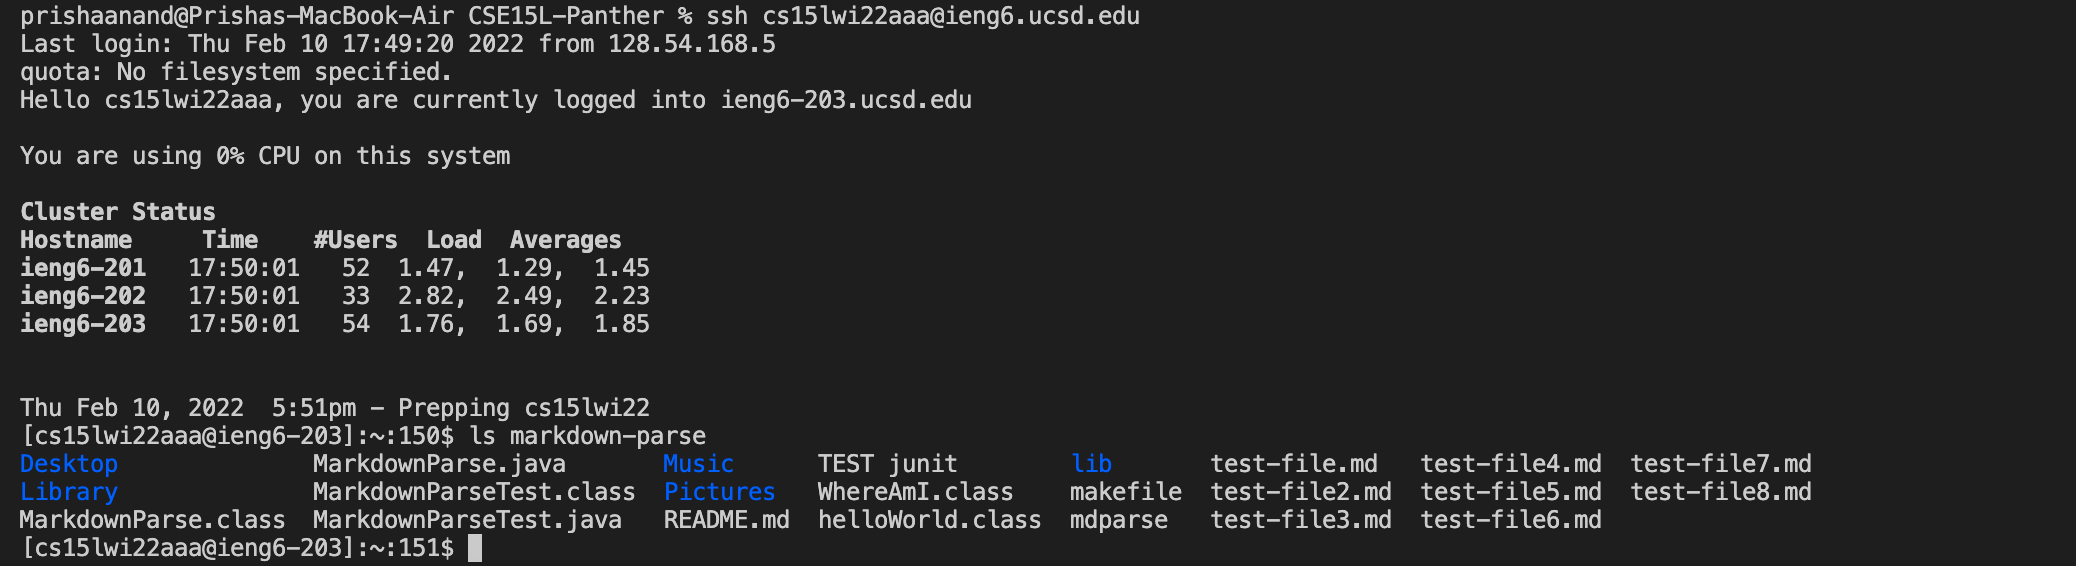 prishaanand@Prishas-MacBook-Air CSE15L-Panther % ssh cs15lwi22aaa@ieng6.ucsd.edu
Last login: Thu Feb 10 17:49:20 2022 from 128.54.168.5
quota: No filesystem specified.
Hello cs15lwi22aaa, you are currently logged into ieng6-203.ucsd.edu
You are using 0% CPU on this system
Cluster Status
Hostname     Time    #Users  Load  Averages
ieng6-201   17:50:01   52  1.47,  1.29,  1.45
ieng6-202   17:50:01   33  2.82,  2.49,  2.23
ieng6-203   17:50:01   54  1.76,  1.69,  1.85
Thu Feb 10, 2022  5:51pm - Prepping cs15lwi22
[cs15lwi22aaa@ieng6-203]:~:150$ ls markdown-parse
Desktop              MarkdownParse.java       Music      TEST junit        lib       test-file.md   test-file4.md  test-file7.md
Library              MarkdownParseTest.class  Pictures   WhereAmI.class    makefile  test-file2.md  test-file5.md  test-file8.md
MarkdownParse.class  MarkdownParseTest.java   README.md  helloWorld.class  mdparse   test-file3.md  test-file6.md
[cs15lwi22aaa@ieng6-203]:~:151$